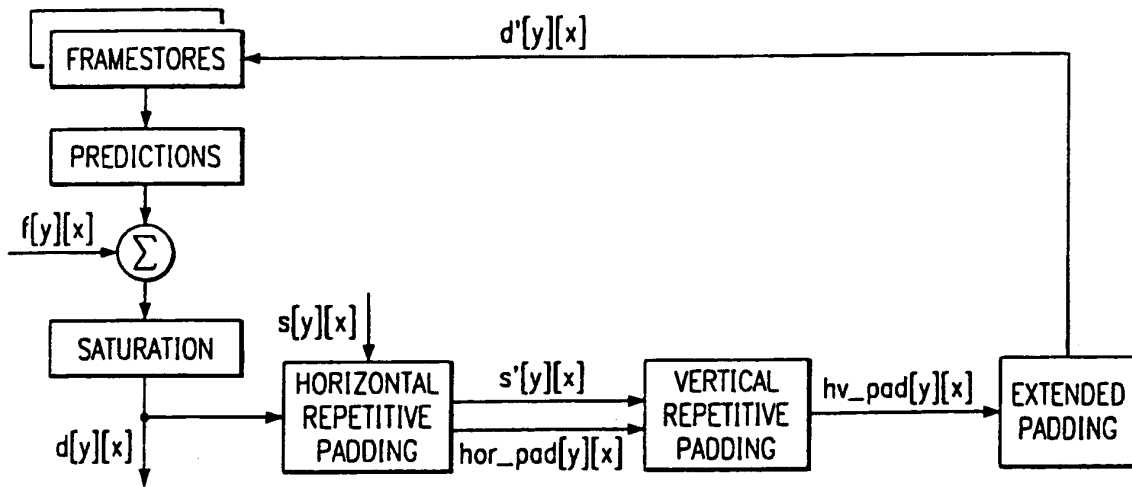 d'[y][x]
FRAMESTORES
PREDICTIONS
f[y][x]
Σ
s[y][x]
SATURATION
HORIZONTAL
REPETITIVE
PADDING
s'[y][x]
hor_pad[y][x]
VERTICAL
REPETITIVE
PADDING
hv_pad[y][x]
EXTENDED
PADDING
d[y][x]